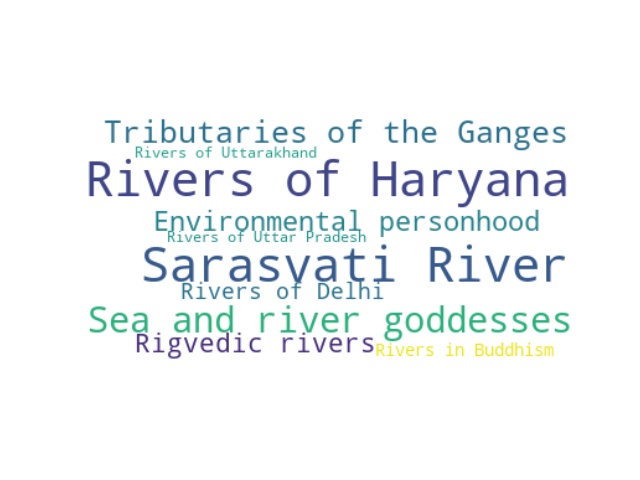 Tributaries of the Ganges
Rivers of Uttarakhand
Rivers of Haryana
Environmental personhood
Rivers of Uttar Pradesh
Sarasvati River
Rivers of Delhi
Sea and river goddesses
Rigvedic rivers
Rivers in Buddhism